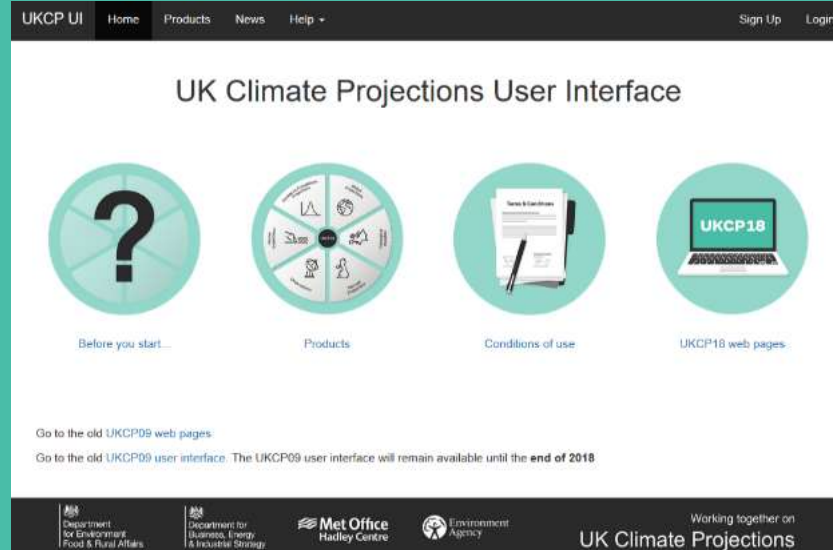 UKCP UI Home Products News Help Sign Up Login
UK Climate Projections User Interface
Terms & Conditions
UKCP18
Before you start...
Products
Conditions of use
UKCP18 web pages
Go to the old UKCP09 web pages.
Go to the old UKCP09 user interface. The UKCP09 user interface will remain available until the end of 2018
Department
for Environment
Food & Rural Affairs
Department for
Business, Energy
& Industrial Strategy
Met Office
Hadley Centre
Environment
Agency
Working together on
UK Climate Projections